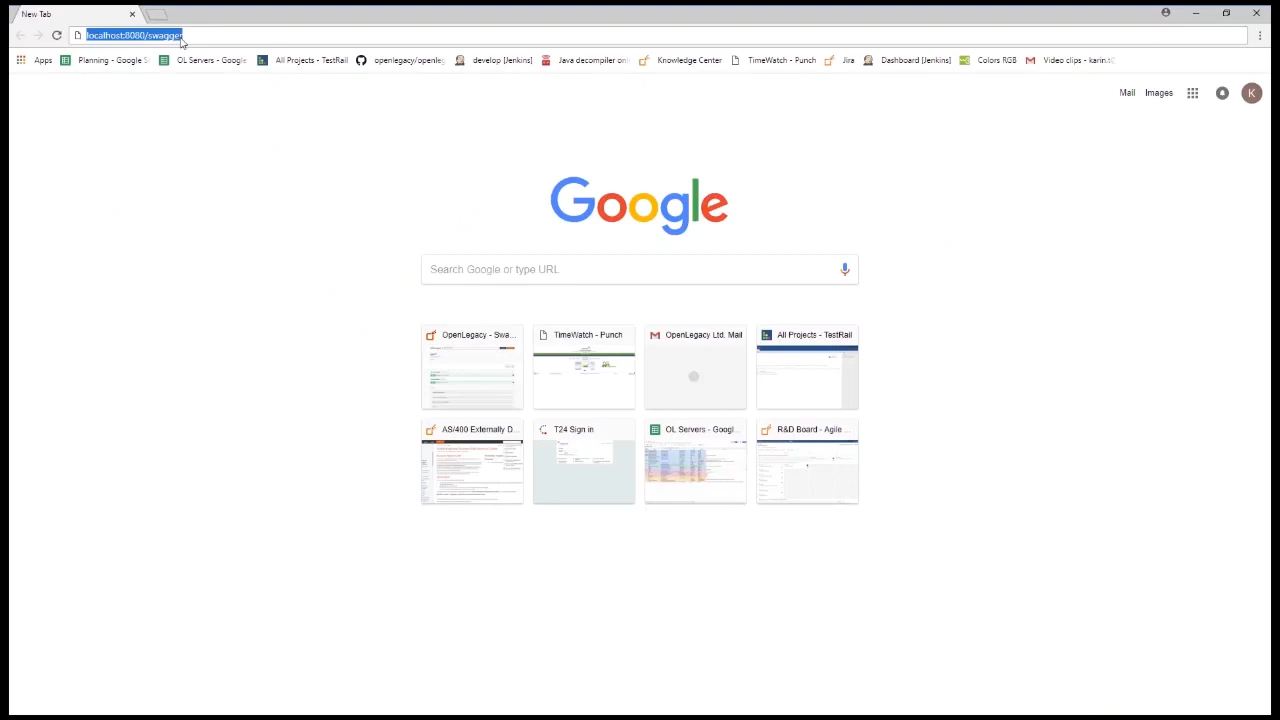 New Tab
localhost:8080/swagger
Apps Planning - Google S OL Servers - Google All Projects - TestRail openlegacy/openleg develop [Jenkins] Java decompiler onl Knowledge Center TimeWatch - Punch Jira Dashboard [Jenkins] Colors RGB Video clips - karin.t
Mail Images K
Google
Search Google or type URL
OpenLegacy - Swa... TimeWatch - Punch OpenLegacy Ltd. Mail All Projects - TestRail
AS/400 Externally D... T24 Sign in OL Servers - Googl... R&D Board - Agile ...